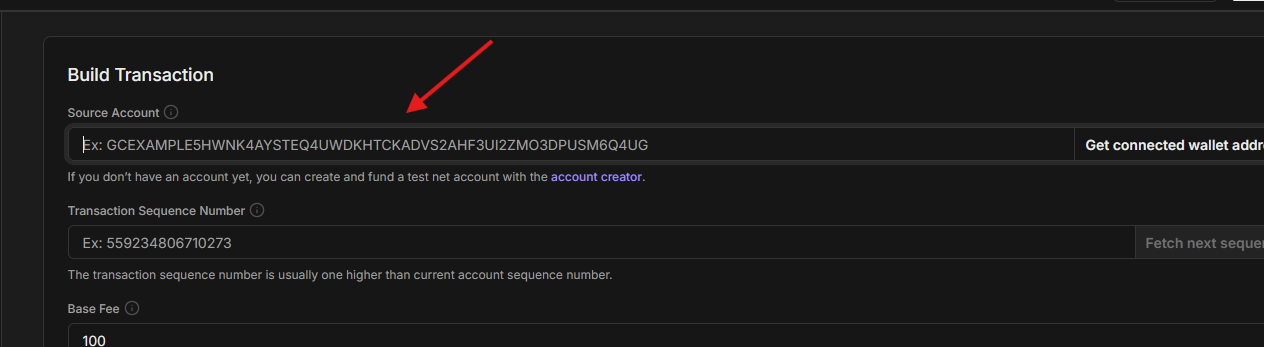 Build Transaction
Source Account
Ex: GCEXAMPLE5HWNK4AYSTEQ4UWDKHTCKADVS2AHF3UI2ZMO3DPUSM6Q4UG
Get connected wallet addr
If you don’t have an account yet, you can create and fund a test net account with the account creator.
Transaction Sequence Number
Ex: 559234806710273
Fetch next seque
The transaction sequence number is usually one higher than current account sequence number.
Base Fee
100